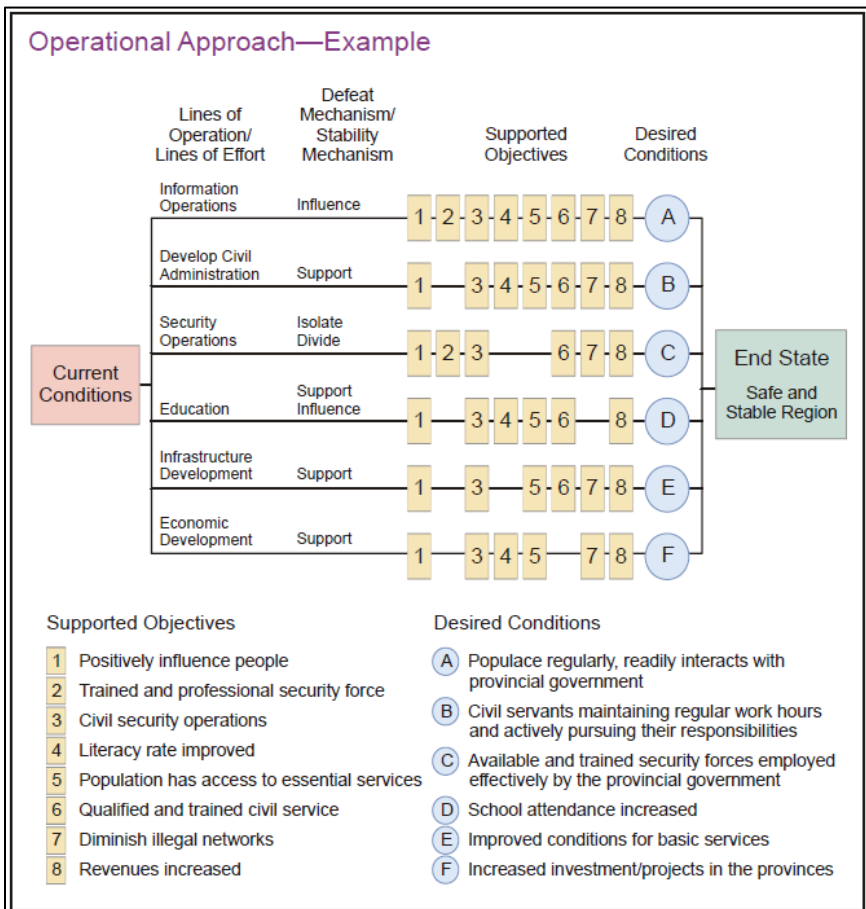 Operational Approach—Example
Lines of
Operation/
Lines of Effort
Defeat
Mechanism/
Stability
Mechanism
Supported
Objectives
Desired
Conditions
Information
Operations
Influence
1 2 3 4 5 6 7 8 A
Develop Civil
Administration
Support
1 3 4 5 6 7 8 B
Security
Operations
Isolate
Divide
1 2 3 6 7 8 C
Education
Support
Influence
1 3 4 5 6 8 D
Infrastructure
Development
Support
1 3 5 6 7 8 E
Economic
Development
Support
1 3 4 5 7 8 F
Current
Conditions
End State
Safe and
Stable Region
Supported Objectives
1 Positively influence people
2 Trained and professional security force
3 Civil security operations
4 Literacy rate improved
5 Population has access to essential services
6 Qualified and trained civil service
7 Diminish illegal networks
8 Revenues increased
Desired Conditions
A Populace regularly, readily interacts with
provincial government
B Civil servants maintaining regular work hours
and actively pursuing their responsibilities
C Available and trained security forces employed
effectively by the provincial government
D School attendance increased
E Improved conditions for basic services
F Increased investment/projects in the provinces